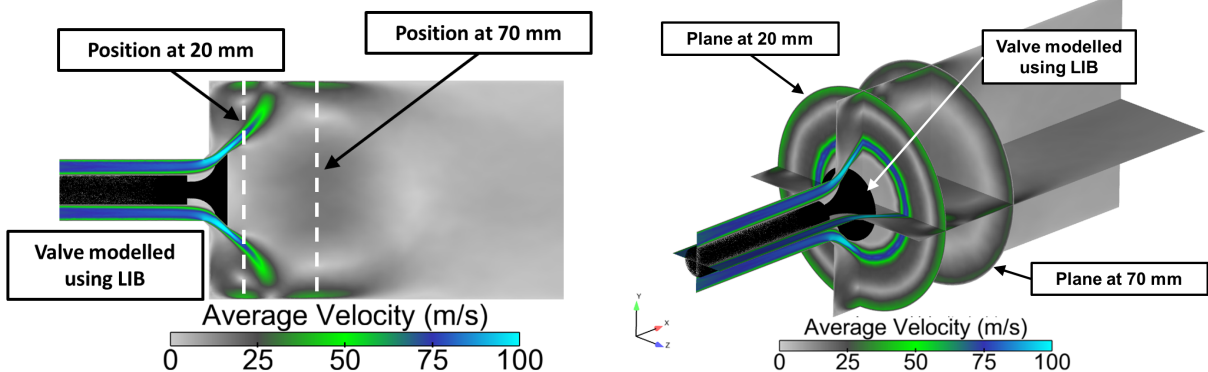 Position at 20 mm
Position at 70 mm
Valve modelled
using LIB
Average Velocity (m/s)
0 25 50 75 100
Plane at 20 mm
Valve modelled
using LIB
Plane at 70 mm
Y
X
Z
Average Velocity (m/s)
0 25 50 75 100